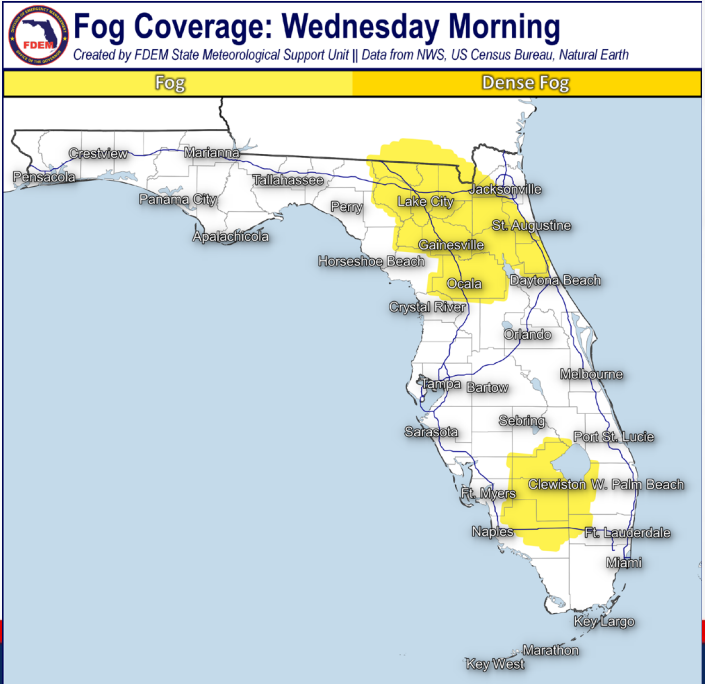 Fog Coverage: Wednesday Morning
Created by FDEM State Meteorological Support Unit || Data from NWS, US Census Bureau, Natural Earth
FDEM
Fog
Dense Fog
Crestview
Marianna
Pensacola
Tallahassee
Jacksonville
Panama City
Perry
Lake City
Apalachicola
St. Augustine
Gainesville
Horseshoe Beach
Ocala
Daytona Beach
Crystal River
Orlando
Melbourne
Tampa
Bartow
Sebring
Sarasota
Port St. Lucie
Clewiston
W. Palm Beach
Ft. Myers
Naples
Ft. Lauderdale
Miami
Key Largo
Marathon
Key West